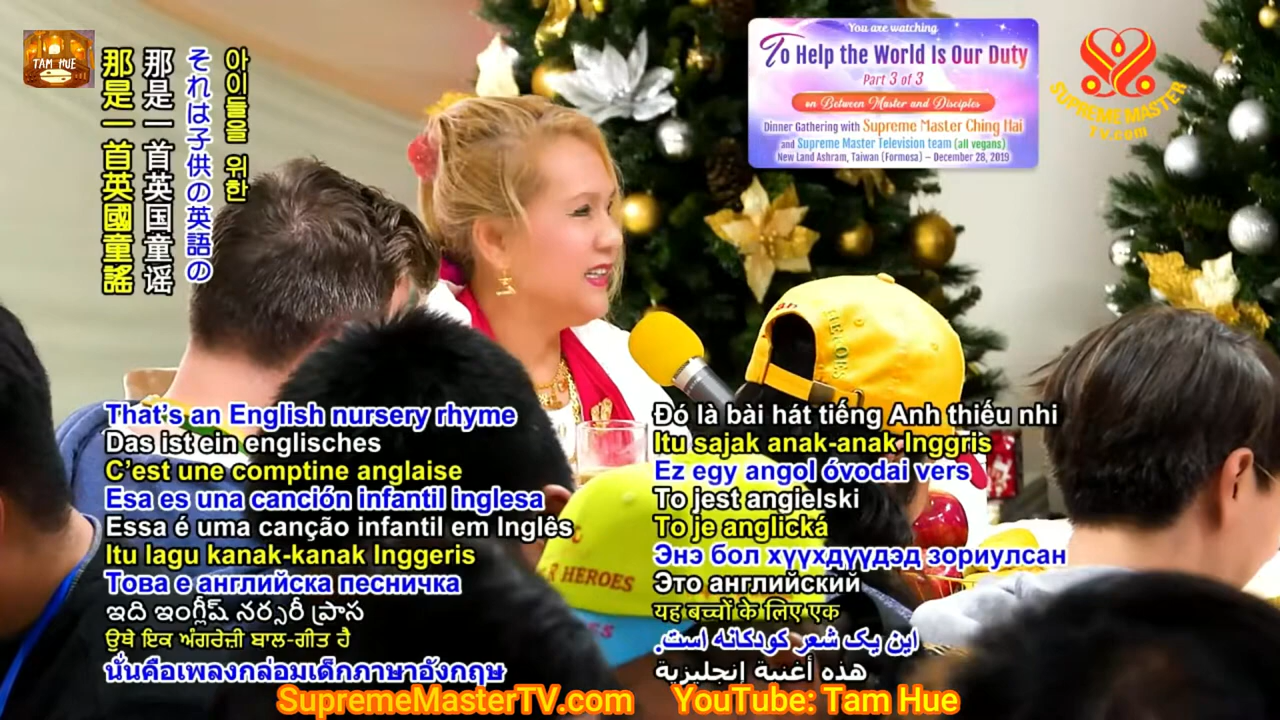 TAM HUE
那是一首英國童謠
那是一首英国童谣
それは子供の英語の
아이들을 위한
You are watching
To Help the World Is Our Duty
Part 3 of 3
on Between Master and Disciples
Dinner Gathering with Supreme Master Ching Hai
and Supreme Master Television team (all vegans)
New Land Ashram, Taiwan (Formosa) – December 28, 2019
SUPREME MASTER
TV.com
HEROES
That's an English nursery rhyme
Das ist ein englisches
C'est une comptine anglaise
Esa es una canción infantil inglesa
Essa é uma canção infantil em Inglês
Itu lagu kanak-kanak Inggeris
Това е английска песничка
ఇది ఇంగ్లీష్ నర్సరీ ప్రాస
ਉਥੇ ਇਕ ਅੰਗਰੇਜ਼ੀ ਬਾਲ-ਗੀਤ ਹੈ
นั่นคือเพลงกล่อมเด็กภาษาอังกฤษ
Đó là bài hát tiếng Anh thiếu nhi
Itu sajak anak-anak Inggris
Ez egy angol óvodai vers
To jest angielski
To je anglická
Энэ бол хүүхдүүдэд зориулсан
Это английский
यह बच्चों के लिए एक
این یک شعر کودکانه است.
هذه أغنية إنجليزية
HEROES
SupremeMasterTV.com YouTube: Tam Hue